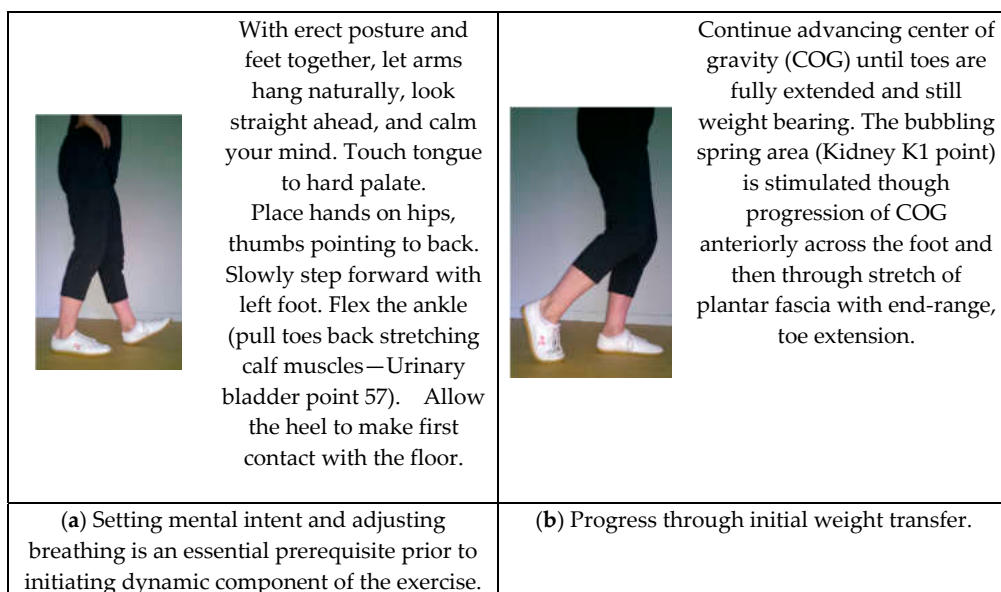 With erect posture and
feet together, let arms
hang naturally, look
straight ahead, and calm
your mind. Touch tongue
to hard palate.
Place hands on hips,
thumbs pointing to back.
Slowly step forward with
left foot. Flex the ankle
(pull toes back stretching
calf muscles—Urinary
bladder point 57). Allow
the heel to make first
contact with the floor.
Continue advancing center of
gravity (COG) until toes are
fully extended and still
weight bearing. The bubbling
spring area (Kidney K1 point)
is stimulated though
progression of COG
anteriorly across the foot and
then through stretch of
plantar fascia with end-range,
toe extension.
(a) Setting mental intent and adjusting
breathing is an essential prerequisite prior to
initiating dynamic component of the exercise.
(b) Progress through initial weight transfer.